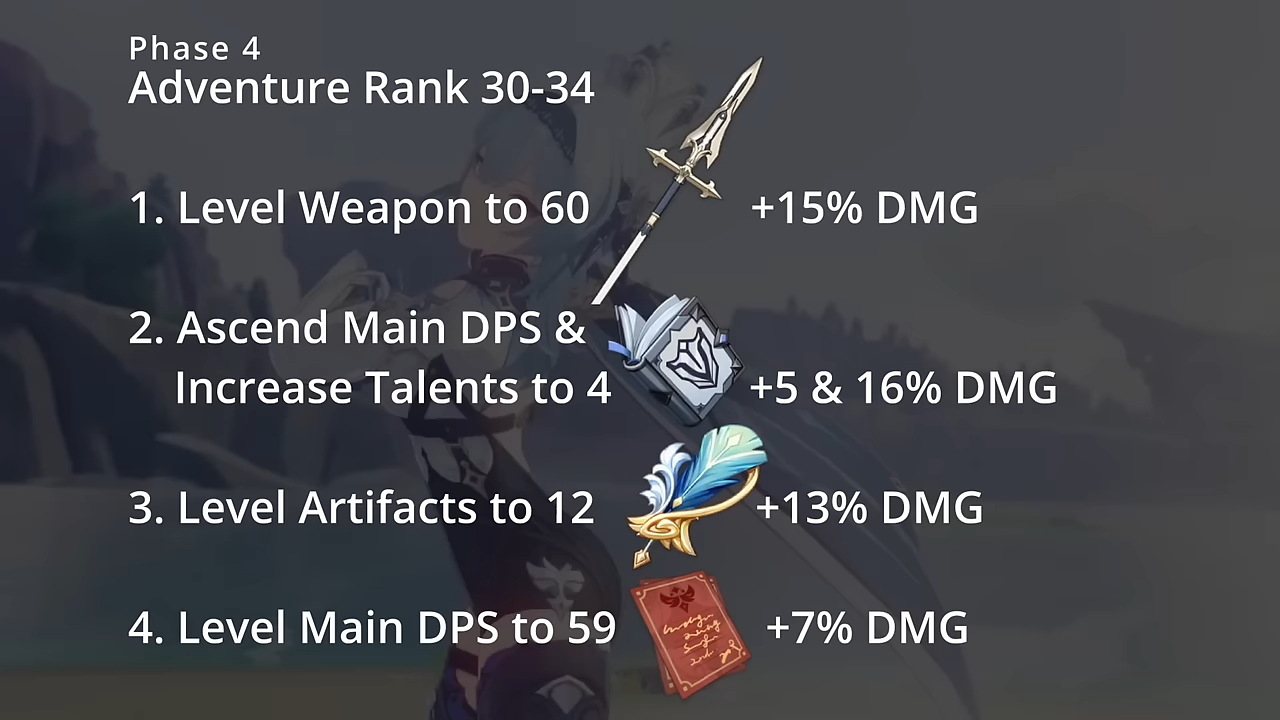 Phase 4
Adventure Rank 30-34
1. Level Weapon to 60 +15% DMG
2. Ascend Main DPS &
Increase Talents to 4 +5 & 16% DMG
3. Level Artifacts to 12 +13% DMG
4. Level Main DPS to 59 +7% DMG